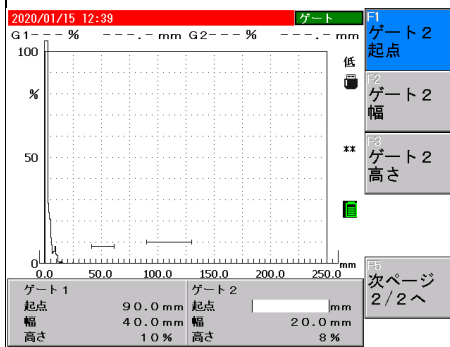 2020/01/15 12:39 ゲート
G1--- % ---.- mm G2--- % ---.- mm
100
%
50
0
0.0 50.0 100.0 150.0 200.0 250.0 mm
低
**
F1
ゲート2
起点
F2
ゲート2
幅
F3
ゲート2
高さ
F5
次ページ
2/2へ
ゲート1 ゲート2
起点 90.0mm 起点 mm
幅 40.0mm 幅 20.0mm
高さ 10% 高さ 8%